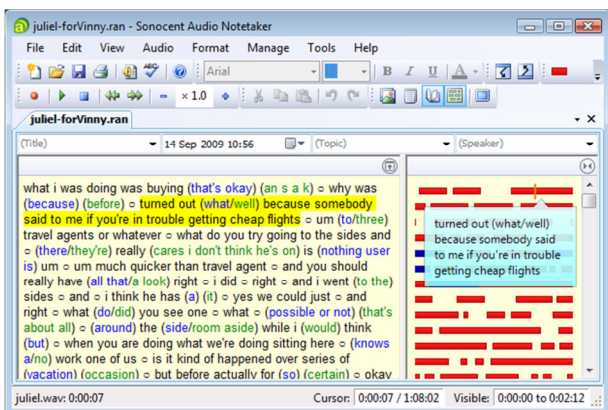 juliel-forVinny.ran - Sonocent Audio Notetaker
File Edit View Audio Format Manage Tools Help
Arial B I U A
× 1.0
juliel-forVinny.ran
(Title) 14 Sep 2009 10:56 (Topic) (Speaker)
what i was doing was buying (that's okay) (an s a k) ○ why was
(because) (before) ○ turned out (what/well) because somebody
said to me if you're in trouble getting cheap flights ○ um (to/three)
travel agents or whatever ○ what do you try going to the sides and
○ (there/they're) really (cares i don't think he's on) is (nothing user
is) um ○ um much quicker than travel agent ○ and you should
really have (all that/a look) right ○ i did ○ right ○ and i went (to the)
sides ○ and ○ i think he has (a) (it) ○ yes we could just ○ and
right ○ what (do/did) you see one ○ what ○ (possible or not) (that's
about all) ○ (around) the (side/room aside) while i (would) think
(but) ○ when you are doing what we're doing sitting here ○ (knows
a/no) work one of us ○ is it kind of happened over series of
(vacation) (occasion) ○ but before actually for (so) (certain) ○ okay
turned out (what/well)
because somebody said
to me if you're in trouble
getting cheap flights
juliel.wav: 0:00:07 Cursor: 0:00:07 / 1:08:02 Visible: 0:00:00 to 0:02:12